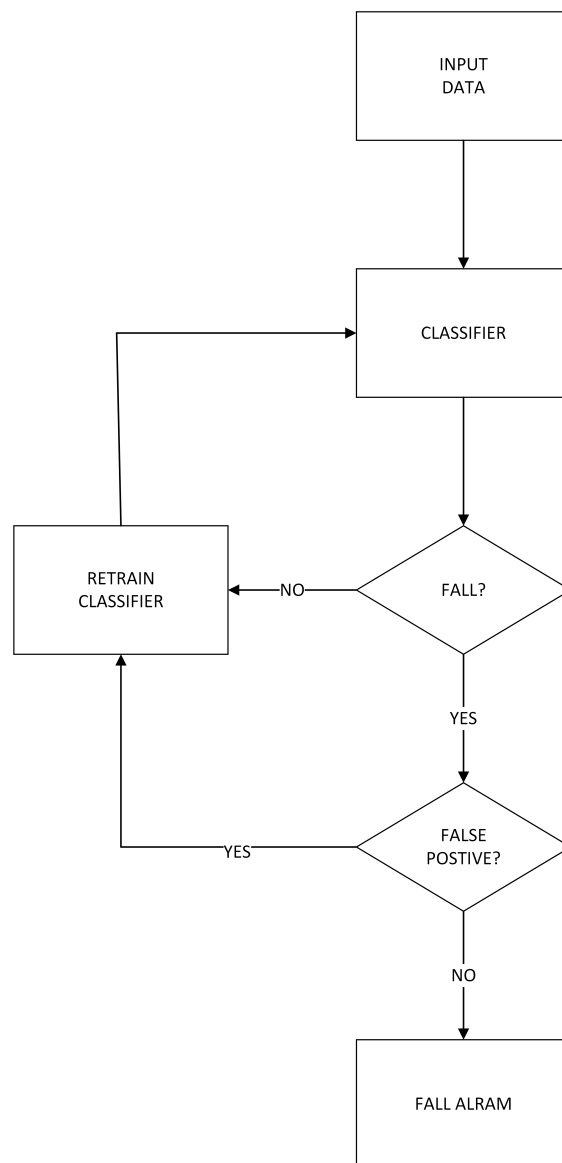 INPUT
DATA
CLASSIFIER
RETRAIN
CLASSIFIER
NO
FALL?
YES
FALSE
POSTIVE?
YES
NO
FALL ALRAM